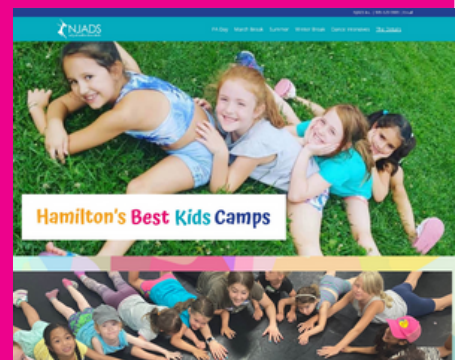 NJADS
PA Day March Break Summer Winter Break Dance Intensives The Details
Hamilton's Best Kids Camps